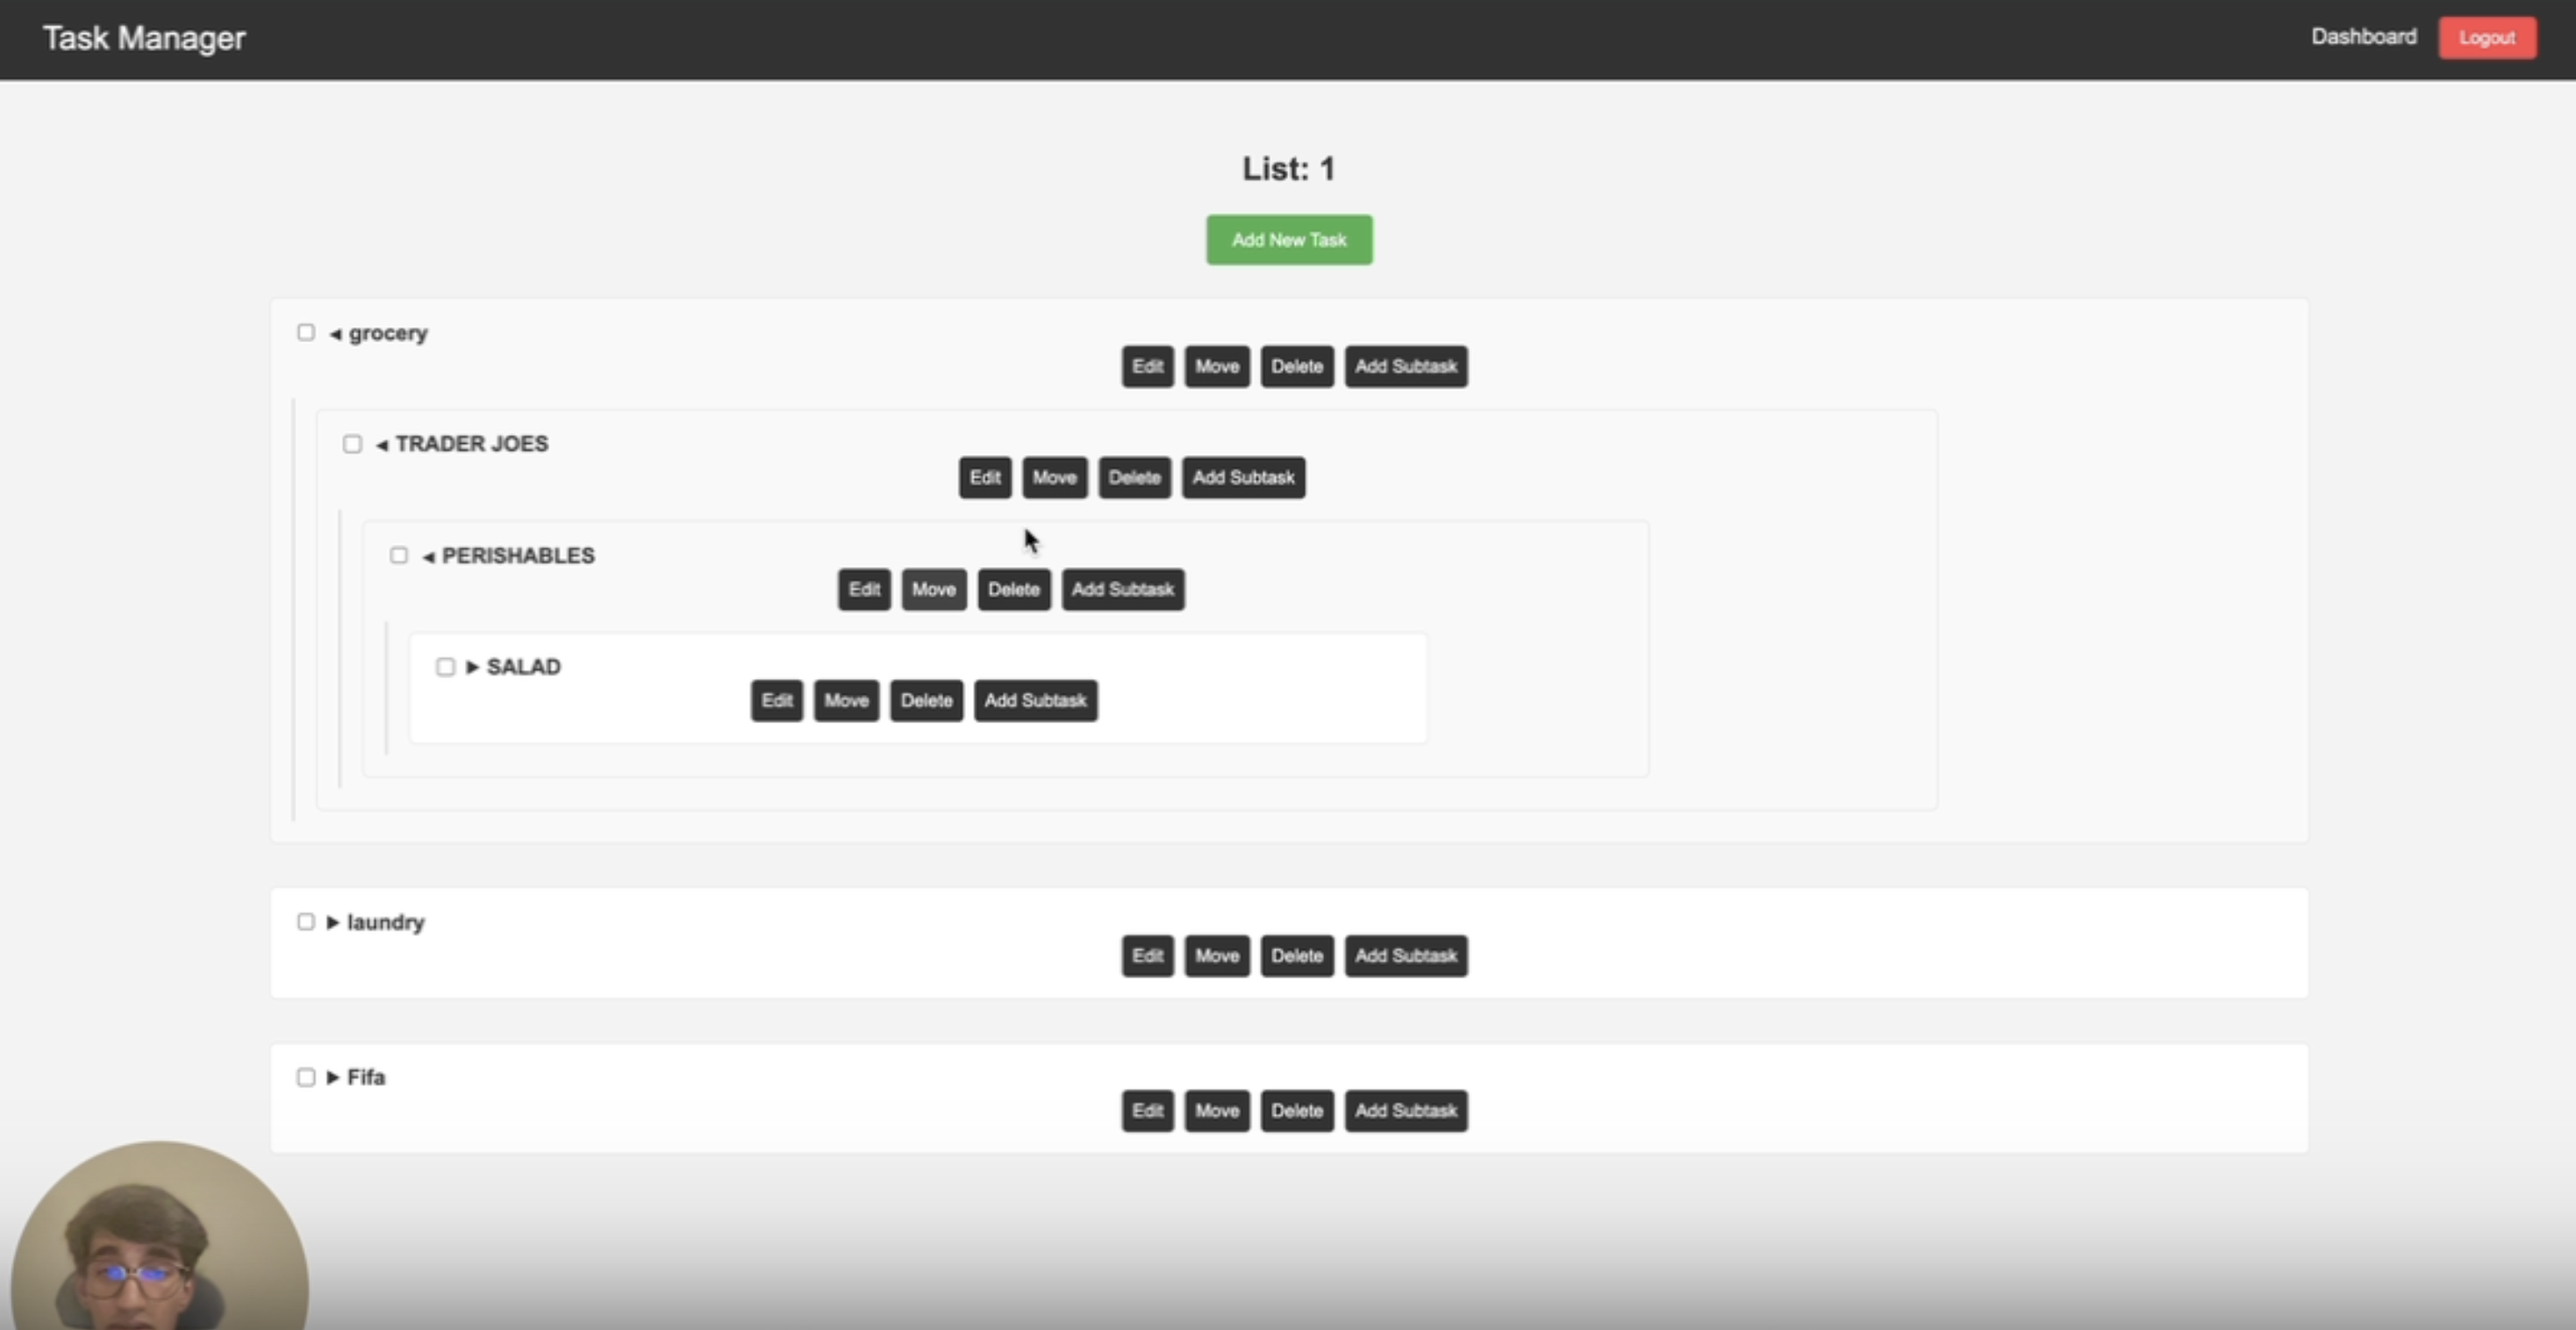 Task Manager
Dashboard
Logout
List: 1
Add New Task
grocery
Edit Move Delete Add Subtask
TRADER JOES
Edit Move Delete Add Subtask
PERISHABLES
Edit Move Delete Add Subtask
SALAD
Edit Move Delete Add Subtask
laundry
Edit Move Delete Add Subtask
Fifa
Edit Move Delete Add Subtask